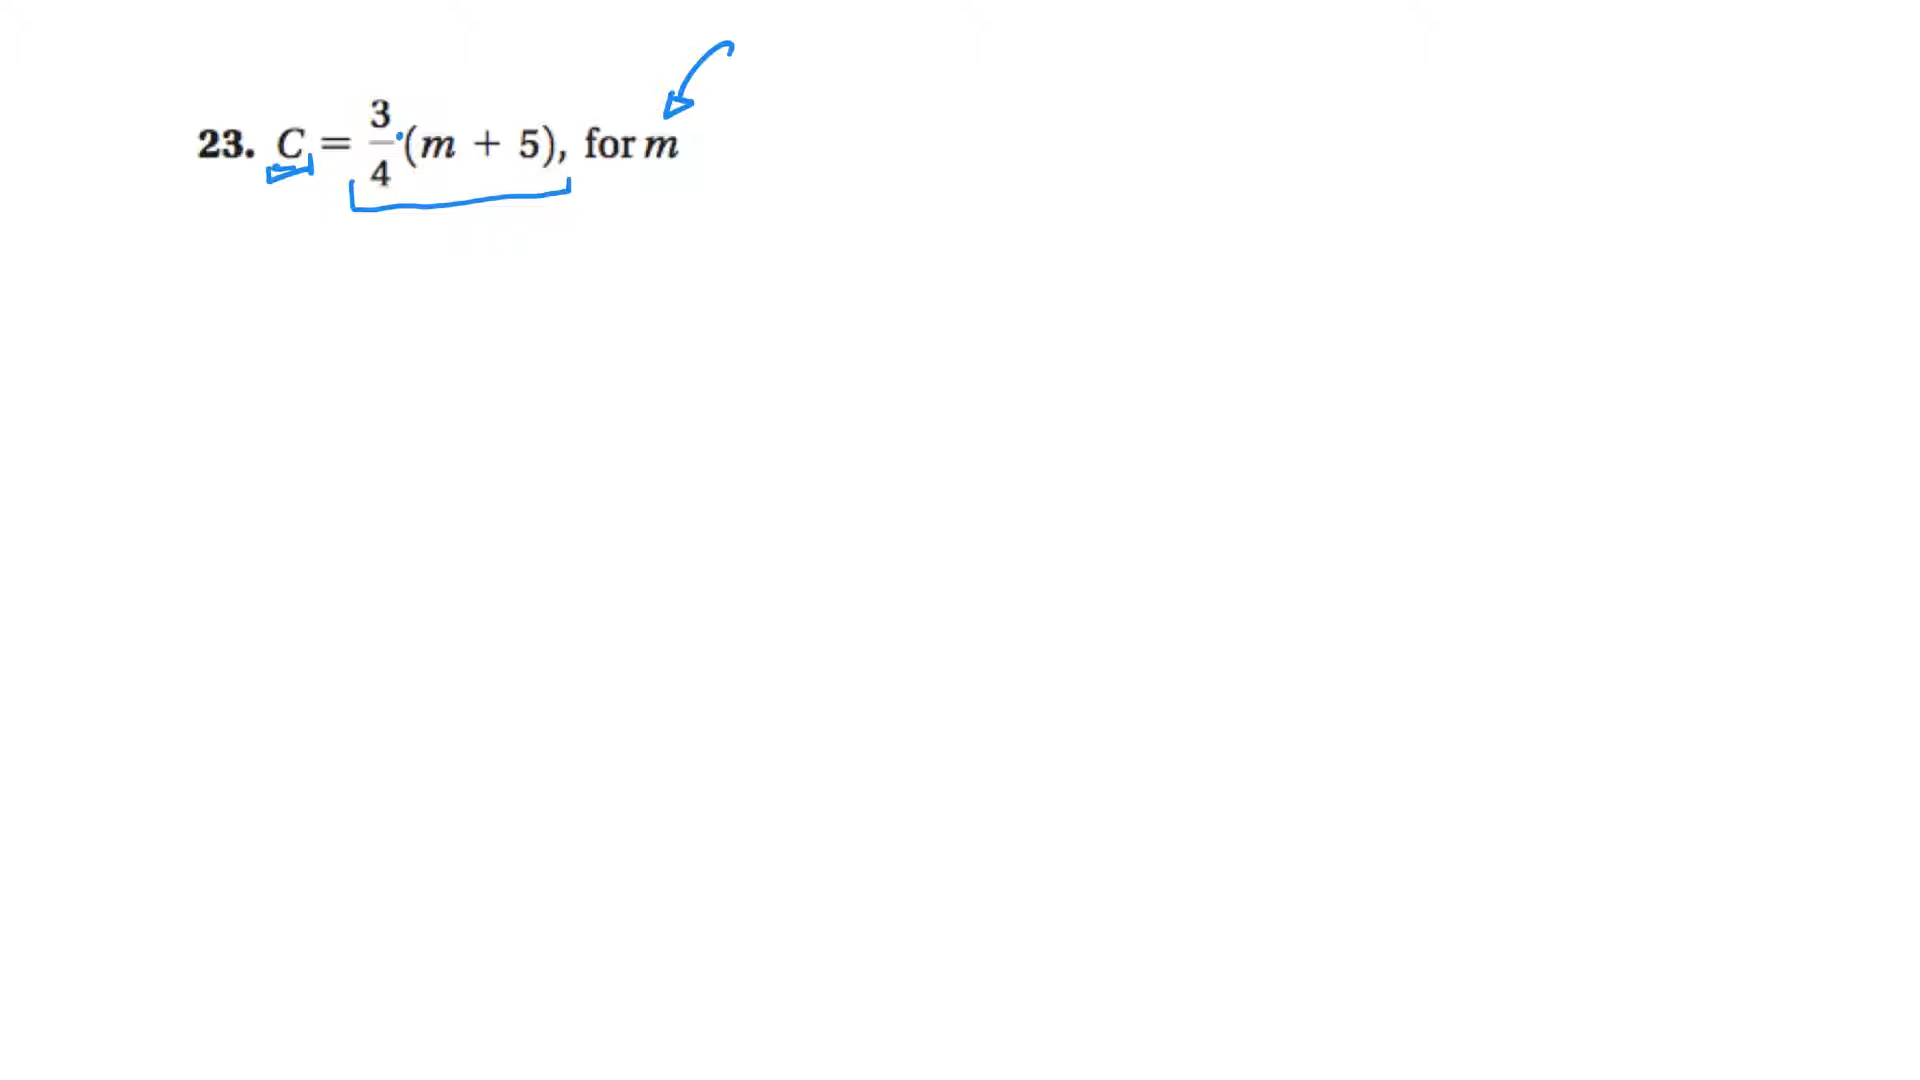 23. C = 3/4 · (m + 5), for m